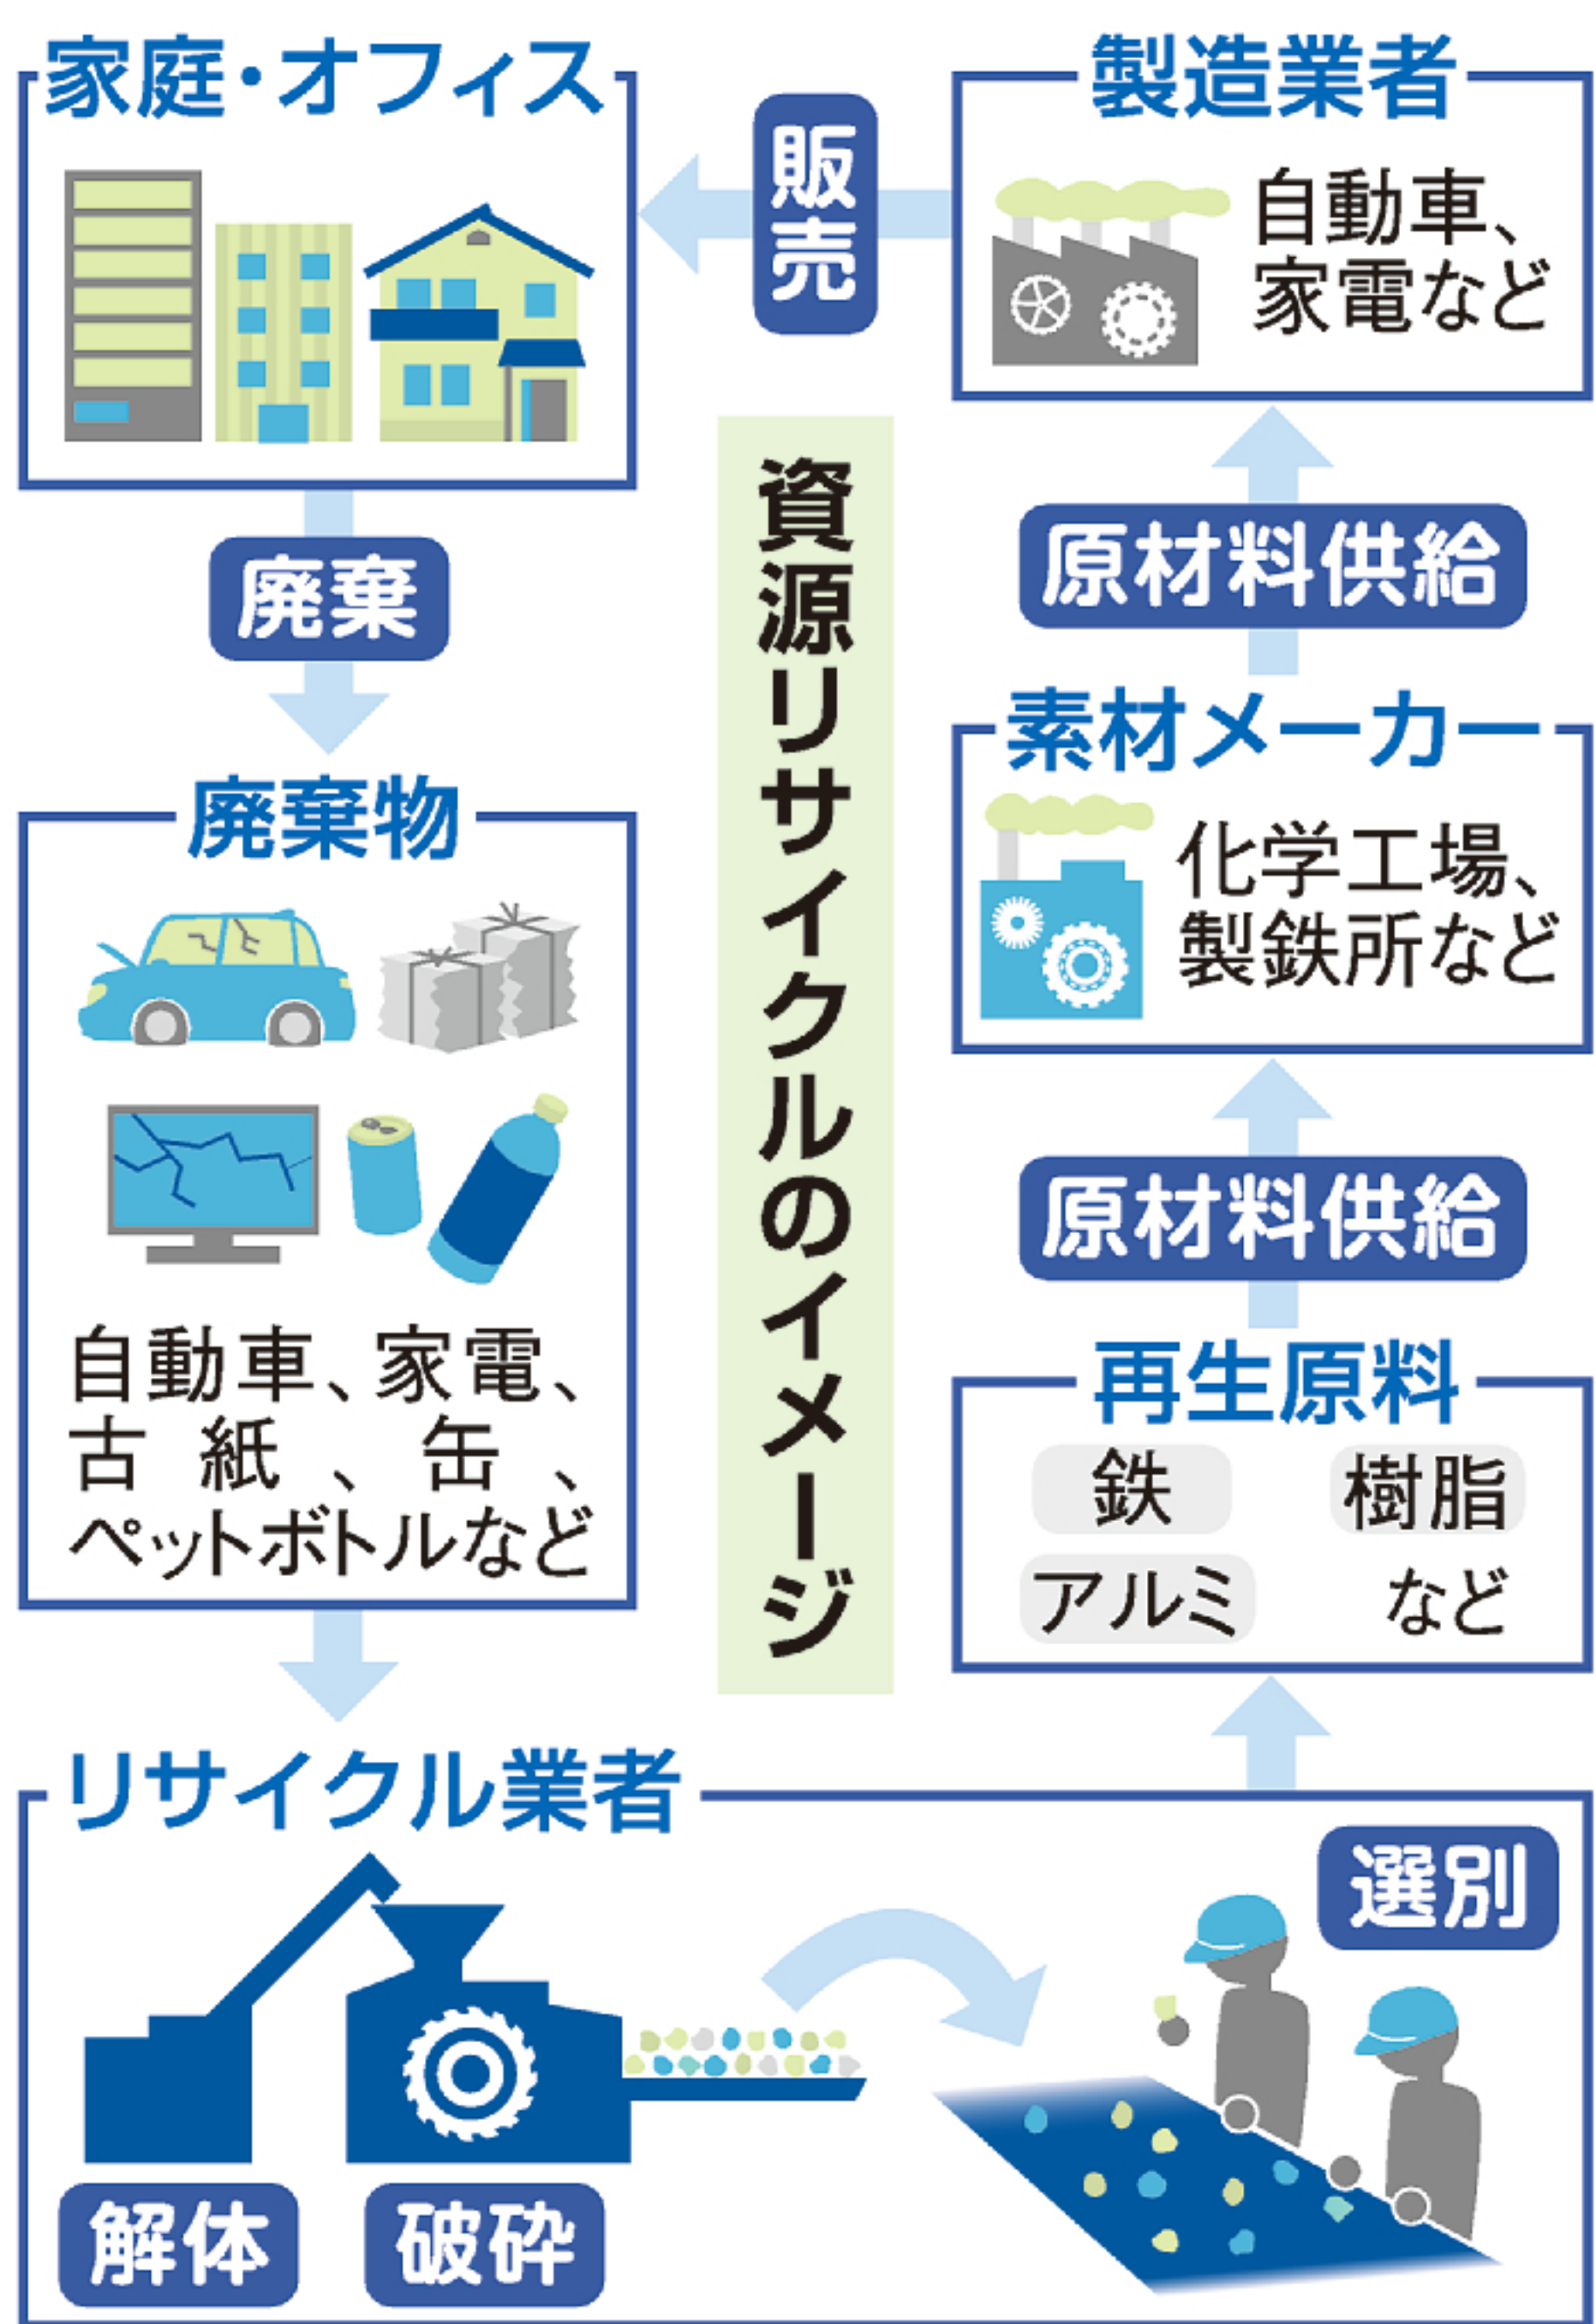 資源リサイクルのイメージ
家庭・オフィス
廃棄
廃棄物
自動車、家電、
古紙、缶、
ペットボトルなど
リサイクル業者
解体
破砕
選別
再生原料
鉄
樹脂
アルミ
など
原材料供給
素材メーカー
化学工場、
製鉄所など
原材料供給
製造業者
自動車、
家電など
販売